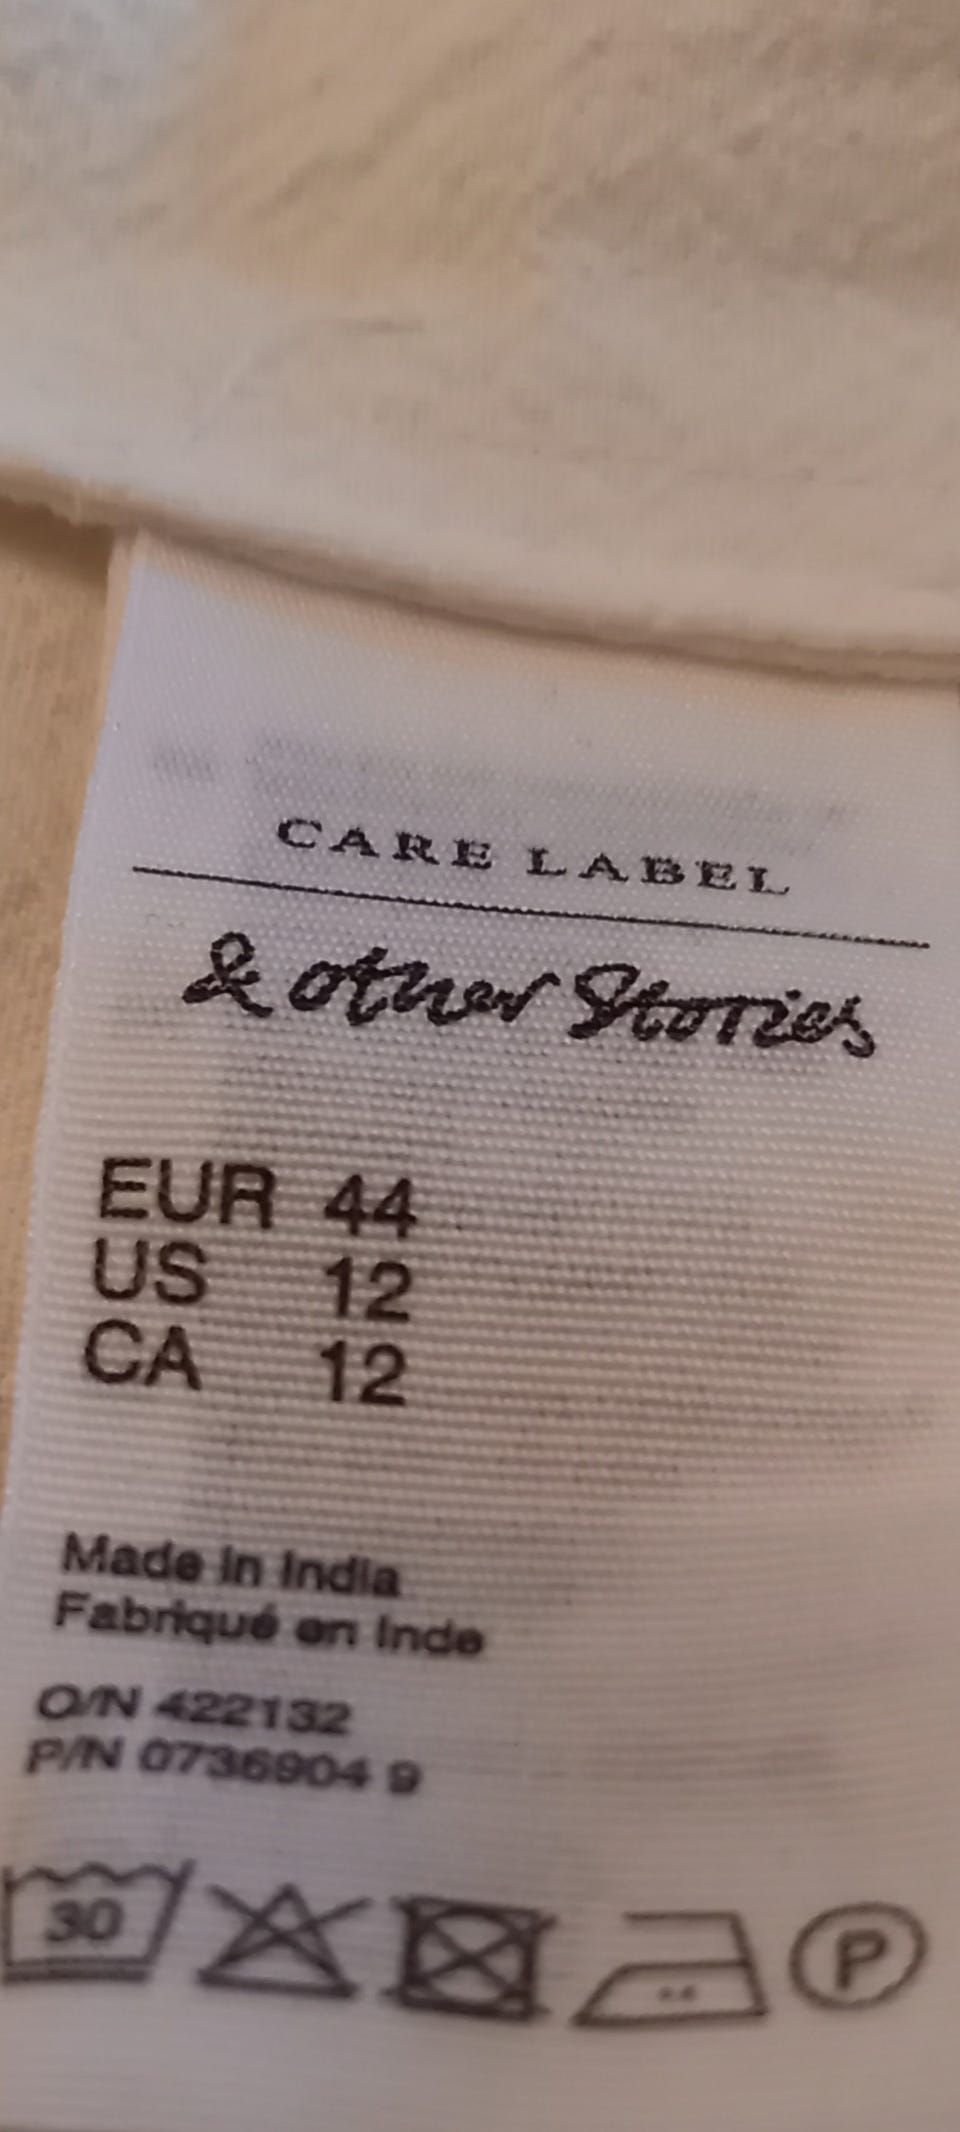 CARE LABEL
& other Stories
EUR 44
US 12
CA 12
Made in India
Fabriqué en Inde
O/N 422132
P/N 0736904 9
30
P